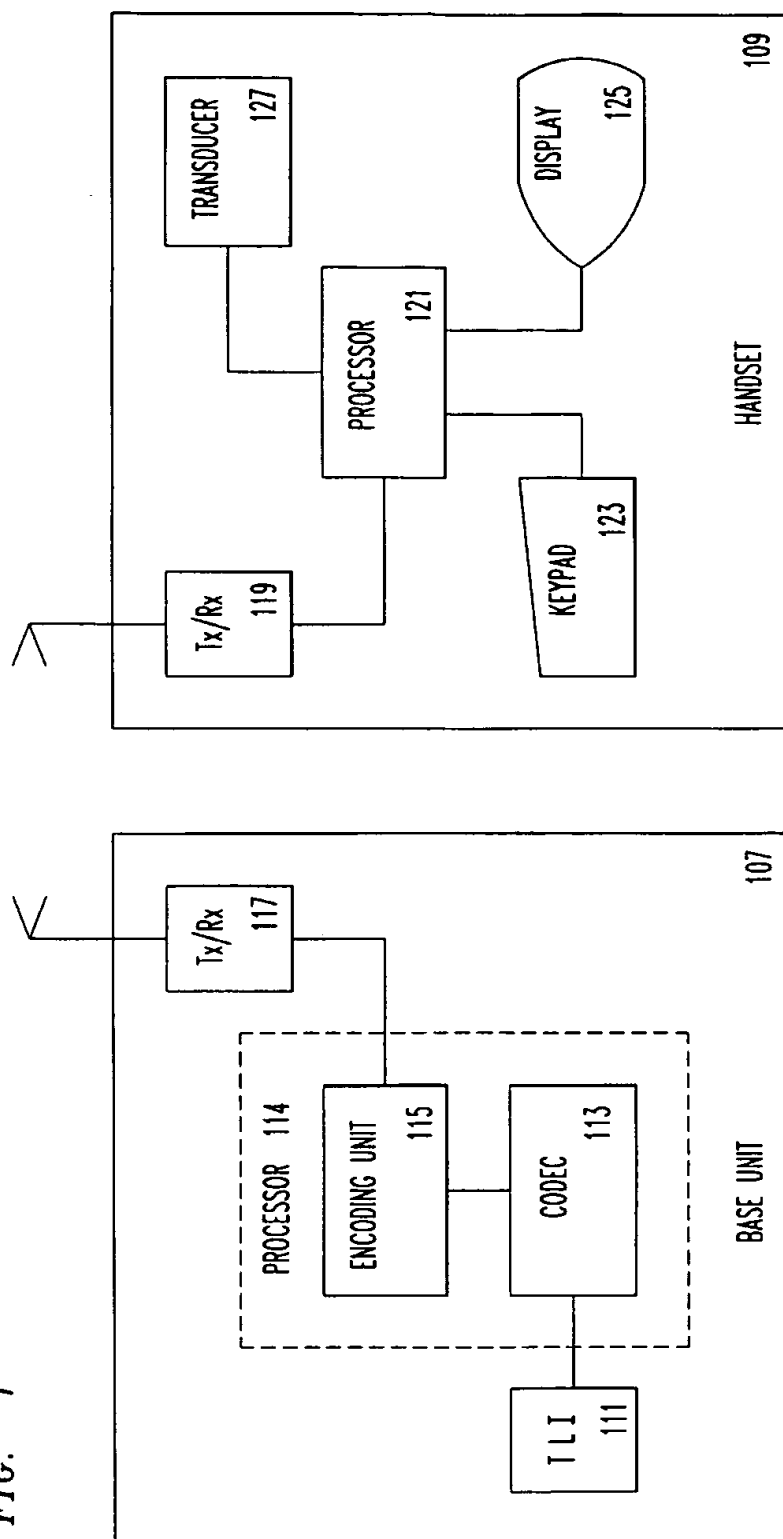 FIG.
Tx/Rx
117
PROCESSOR 114
ENCODING UNIT
115
CODEC
113
TLI
111
BASE UNIT
107
Tx/Rx
119
TRANSDUCER
127
PROCESSOR
121
KEYPAD
123
DISPLAY
125
HANDSET
109